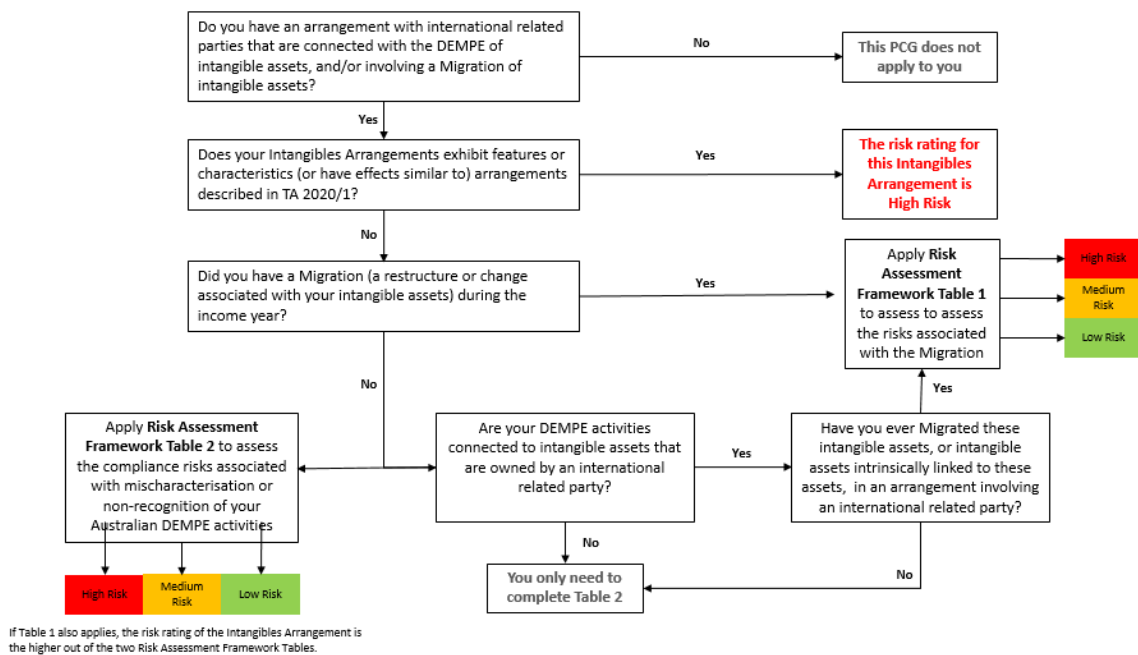 Do you have an arrangement with international related
parties that are connected with the DEMPE of
intangible assets, and/or involving a Migration of
intangible assets?
No
This PCG does not
apply to you
Yes
Does your Intangibles Arrangements exhibit features or
characteristics (or have effects similar to) arrangements
described in TA 2020/1?
Yes
The risk rating for
this Intangibles
Arrangement is
High Risk
No
Did you have a Migration (a restructure or change
associated with your intangible assets) during the
income year?
Yes
Apply Risk
Assessment
Framework Table 1
to assess to assess
the risks associated
with the Migration
High Risk
Medium
Risk
Low Risk
No
Yes
Apply Risk Assessment
Framework Table 2 to assess
the compliance risks associated
with mischaracterisation or
non-recognition of your
Australian DEMPE activities
Are your DEMPE activities
connected to intangible assets that
are owned by an international
related party?
Yes
Have you ever Migrated these
intangible assets, or intangible
assets intrinsically linked to these
assets, in an arrangement involving
an international related party?
No
No
You only need to
complete Table 2
High Risk
Medium
Risk
Low Risk
If Table 1 also applies, the risk rating of the Intangibles Arrangement is
the higher out of the two Risk Assessment Framework Tables.